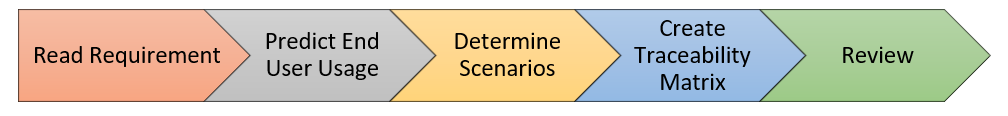 Read Requirement
Predict End
User Usage
Determine
Scenarios
Create
Traceability
Matrix
Review